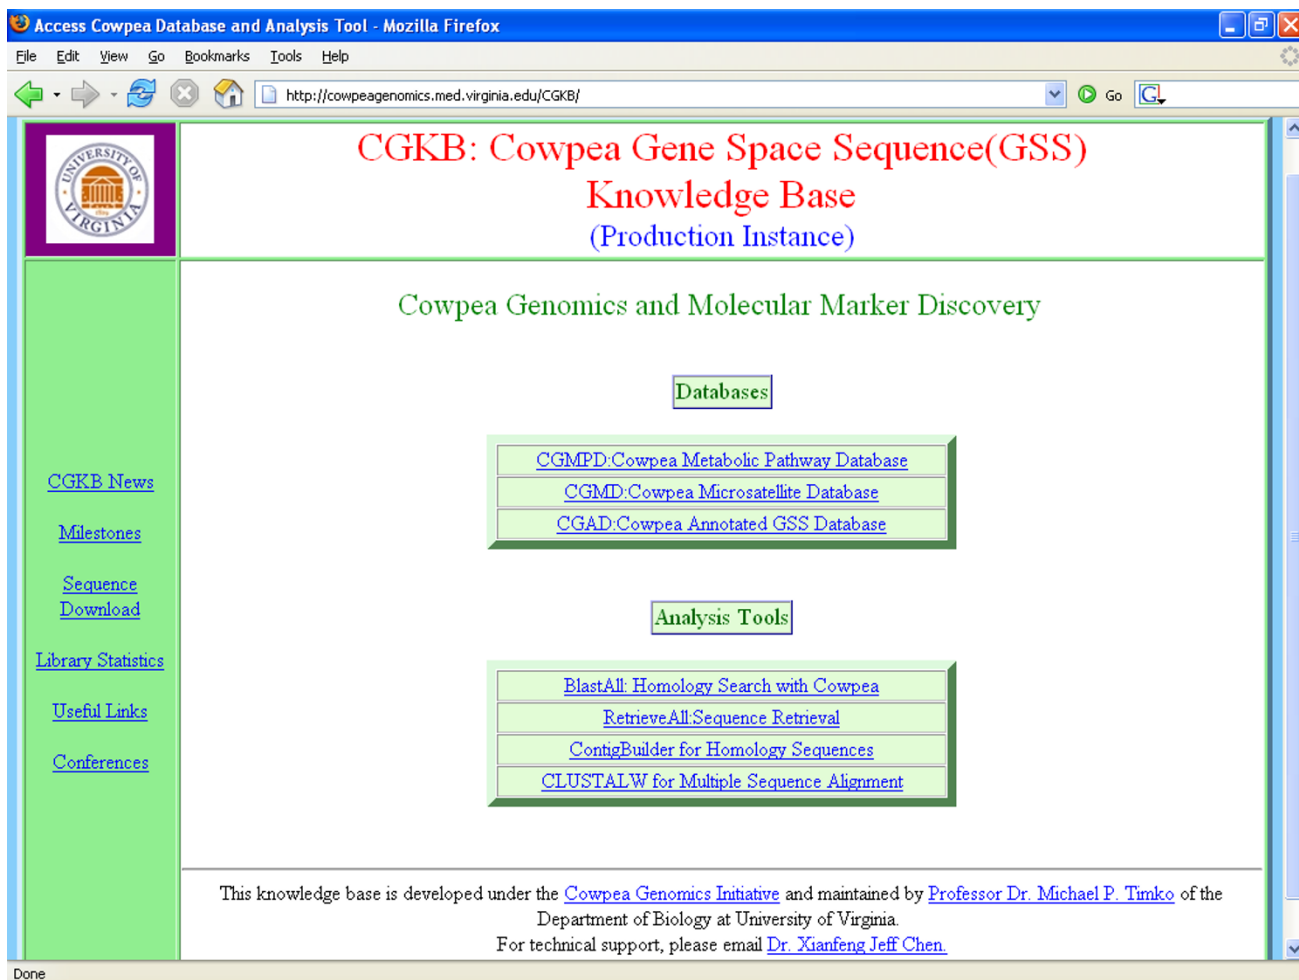 Access Cowpea Database and Analysis Tool - Mozilla Firefox
File Edit View Go Bookmarks Tools Help
http://cowpeagenomics.med.virginia.edu/CGKB/ Go G
UNIVERSITY OF VIRGINIA
1819
CGKB: Cowpea Gene Space Sequence(GSS)
Knowledge Base
(Production Instance)
Cowpea Genomics and Molecular Marker Discovery
Databases
CGMPD:Cowpea Metabolic Pathway Database
CGMD:Cowpea Microsatellite Database
CGAD:Cowpea Annotated GSS Database
CGKB News
Milestones
Sequence
Download
Library Statistics
Useful Links
Conferences
Analysis Tools
BlastAll: Homology Search with Cowpea
RetrieveAll:Sequence Retrieval
ContigBuilder for Homology Sequences
CLUSTALW for Multiple Sequence Alignment
This knowledge base is developed under the Cowpea Genomics Initiative and maintained by Professor Dr. Michael P. Timko of the
Department of Biology at University of Virginia.
For technical support, please email Dr. Xianfeng Jeff Chen.
Done